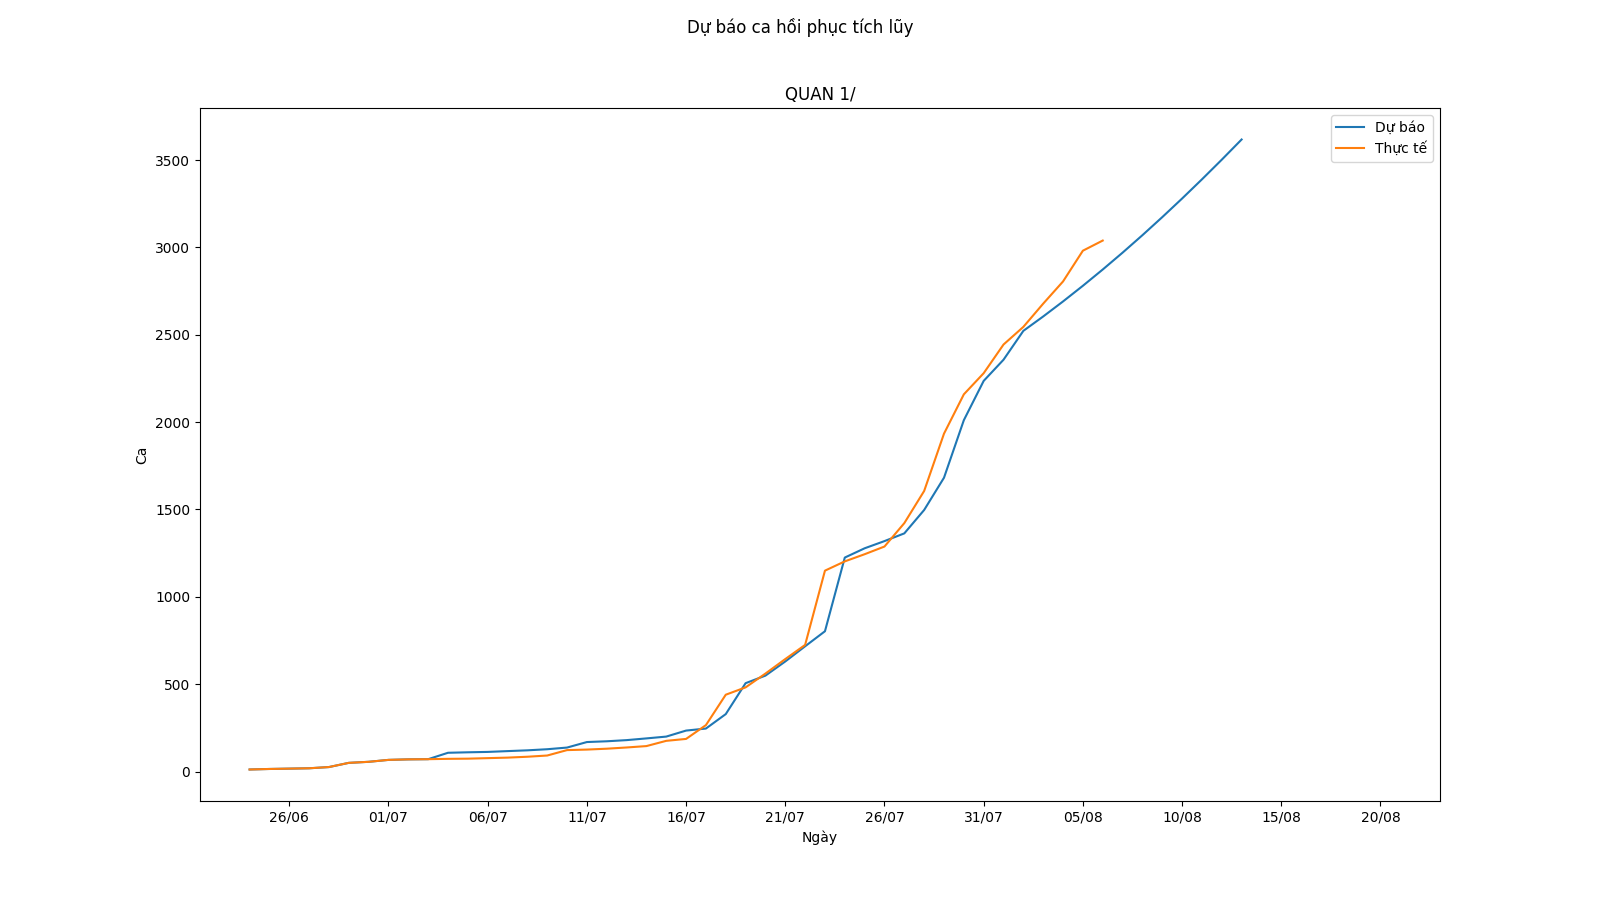 Dự báo ca hồi phục tích lũy
QUAN 1/
Dự báo
Thực tế
3500
3000
2500
2000
1500
1000
500
0
Ca
26/06 01/07 06/07 11/07 16/07 21/07 26/07 31/07 05/08 10/08 15/08 20/08
Ngày